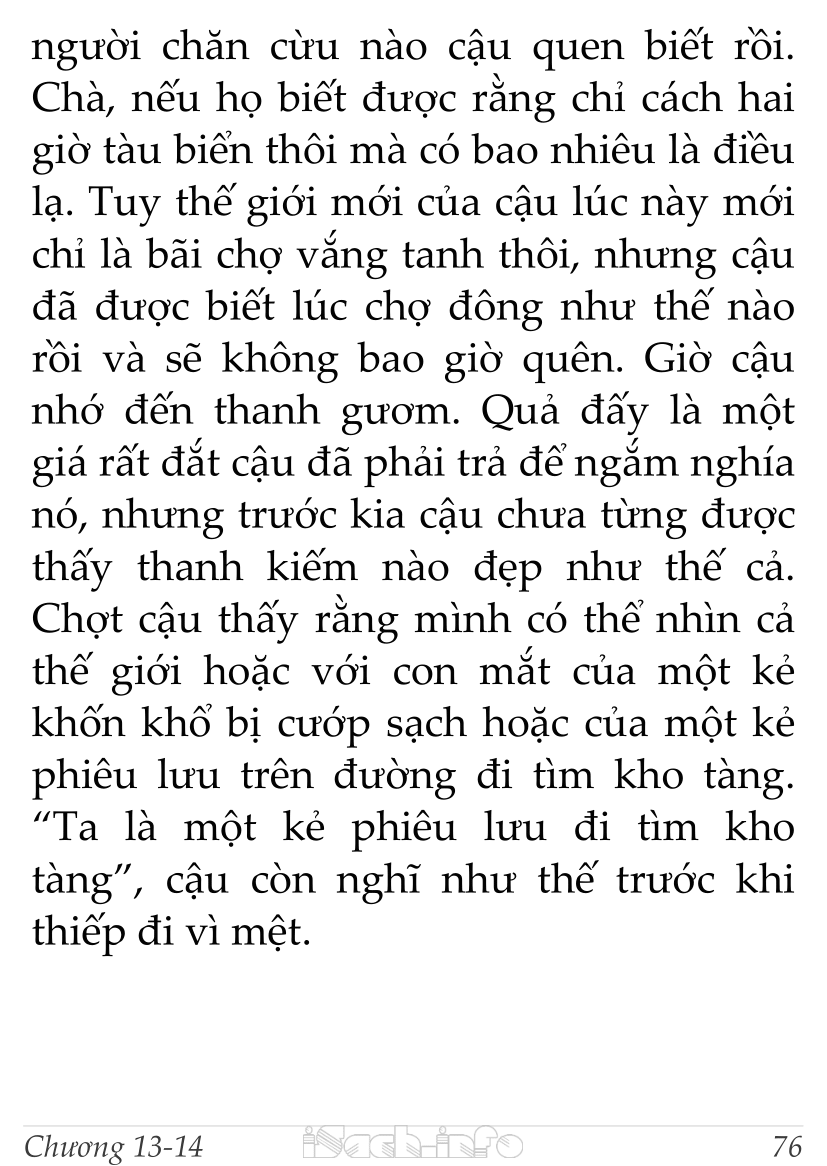 người chăn cừu nào cậu quen biết rồi.
Chà, nếu họ biết được rằng chỉ cách hai
giờ tàu biển thôi mà có bao nhiêu là điều
lạ. Tuy thế giới mới của cậu lúc này mới
chỉ là bãi chợ vắng tanh thôi, nhưng cậu
đã được biết lúc chợ đông như thế nào
rồi và sẽ không bao giờ quên. Giờ cậu
nhớ đến thanh gươm. Quả đấy là một
giá rất đắt cậu đã phải trả để ngắm nghía
nó, nhưng trước kia cậu chưa từng được
thấy thanh kiếm nào đẹp như thế cả.
Chợt cậu thấy rằng mình có thể nhìn cả
thế giới hoặc với con mắt của một kẻ
khốn khổ bị cướp sạch hoặc của một kẻ
phiêu lưu trên đường đi tìm kho tàng.
“Ta là một kẻ phiêu lưu đi tìm kho
tàng”, cậu còn nghĩ như thế trước khi
thiếp đi vì mệt.
Chương 13-14 iSach.info 76